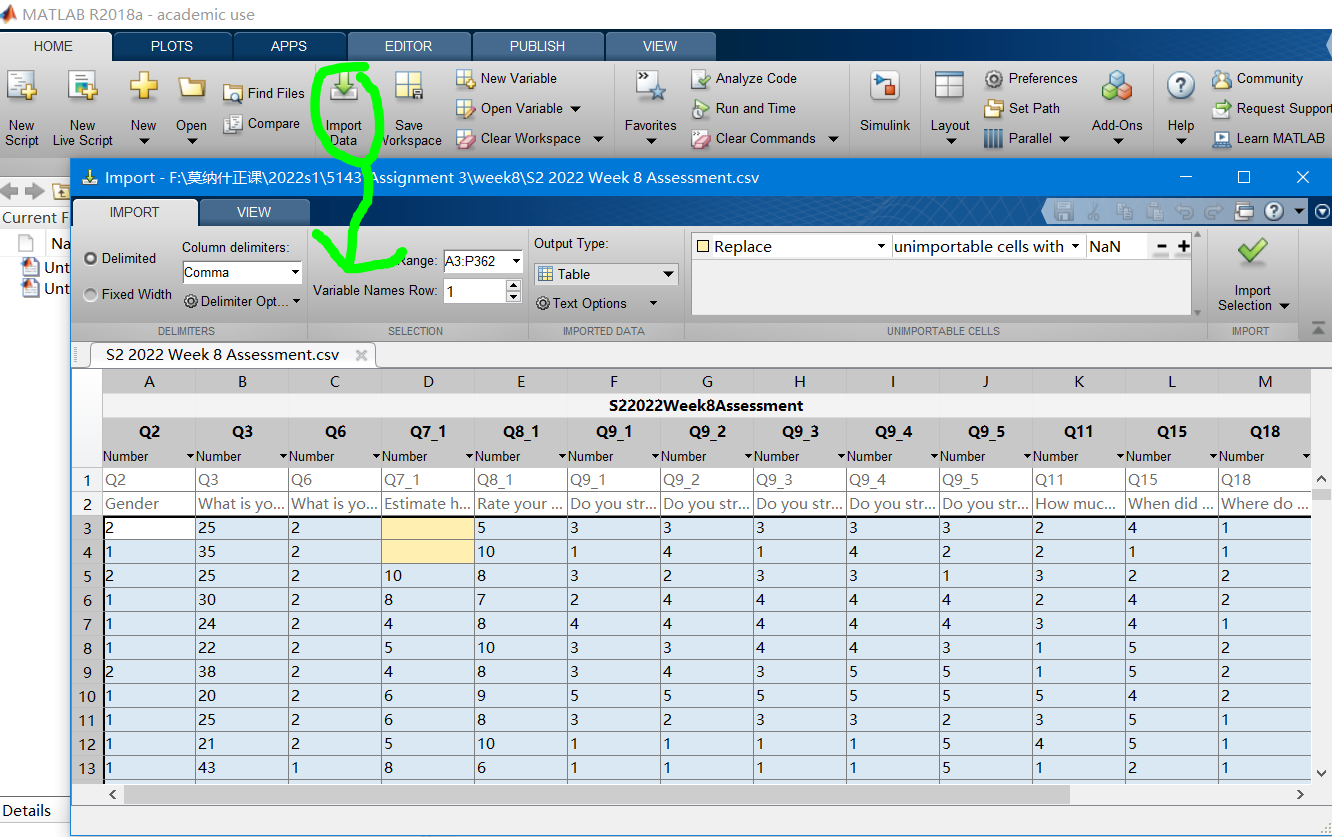 MATLAB R2018a - academic use
HOME PLOTS APPS EDITOR PUBLISH VIEW
New Script
New Live Script
New
Open
Find Files
Compare
Import Data
Save Workspace
New Variable
Open Variable
Clear Workspace
Favorites
Analyze Code
Run and Time
Clear Commands
Simulink
Layout
Preferences
Set Path
Parallel
Add-Ons
Help
Community
Request Support
Learn MATLAB
Import - F:\莫纳什正课\2022s1\5143\Assignment 3\week8\S2 2022 Week 8 Assessment.csv
Current F
Na
Unt
Unt
Details
IMPORT VIEW
Delimited
Fixed Width
Column delimiters:
Comma
Delimiter Opt...
DELIMITERS
Range: A3:P362
Variable Names Row: 1
SELECTION
Output Type:
Table
Text Options
IMPORTED DATA
Replace unimportable cells with NaN
UNIMPORTABLE CELLS
Import Selection
IMPORT
S2 2022 Week 8 Assessment.csv
A B C D E F G H I J K L M
S22022Week8Assessment
Q2 Q3 Q6 Q7_1 Q8_1 Q9_1 Q9_2 Q9_3 Q9_4 Q9_5 Q11 Q15 Q18
Number Number Number Number Number Number Number Number Number Number Number Number Number
1 Q2 Q3 Q6 Q7_1 Q8_1 Q9_1 Q9_2 Q9_3 Q9_4 Q9_5 Q11 Q15 Q18
2 Gender What is yo... What is yo... Estimate h... Rate your ... Do you str... Do you str... Do you str... Do you str... Do you str... How muc... When did ... Where do ...
3 2 25 2 5 3 3 3 3 3 2 4 1
4 1 35 2 10 1 4 1 4 2 2 1 1
5 2 25 2 10 8 3 2 3 3 1 3 2 2
6 1 30 2 8 7 2 4 4 4 4 2 4 2
7 1 24 2 4 8 4 4 4 4 4 3 4 1
8 1 22 2 5 10 3 3 4 4 3 1 5 2
9 2 38 2 4 8 3 4 3 5 5 1 5 2
10 1 20 2 6 9 5 5 5 5 5 5 4 2
11 1 25 2 6 8 3 2 3 3 2 3 5 1
12 1 21 2 5 10 1 1 1 1 5 4 5 1
13 1 43 1 8 6 1 1 1 1 5 1 2 1